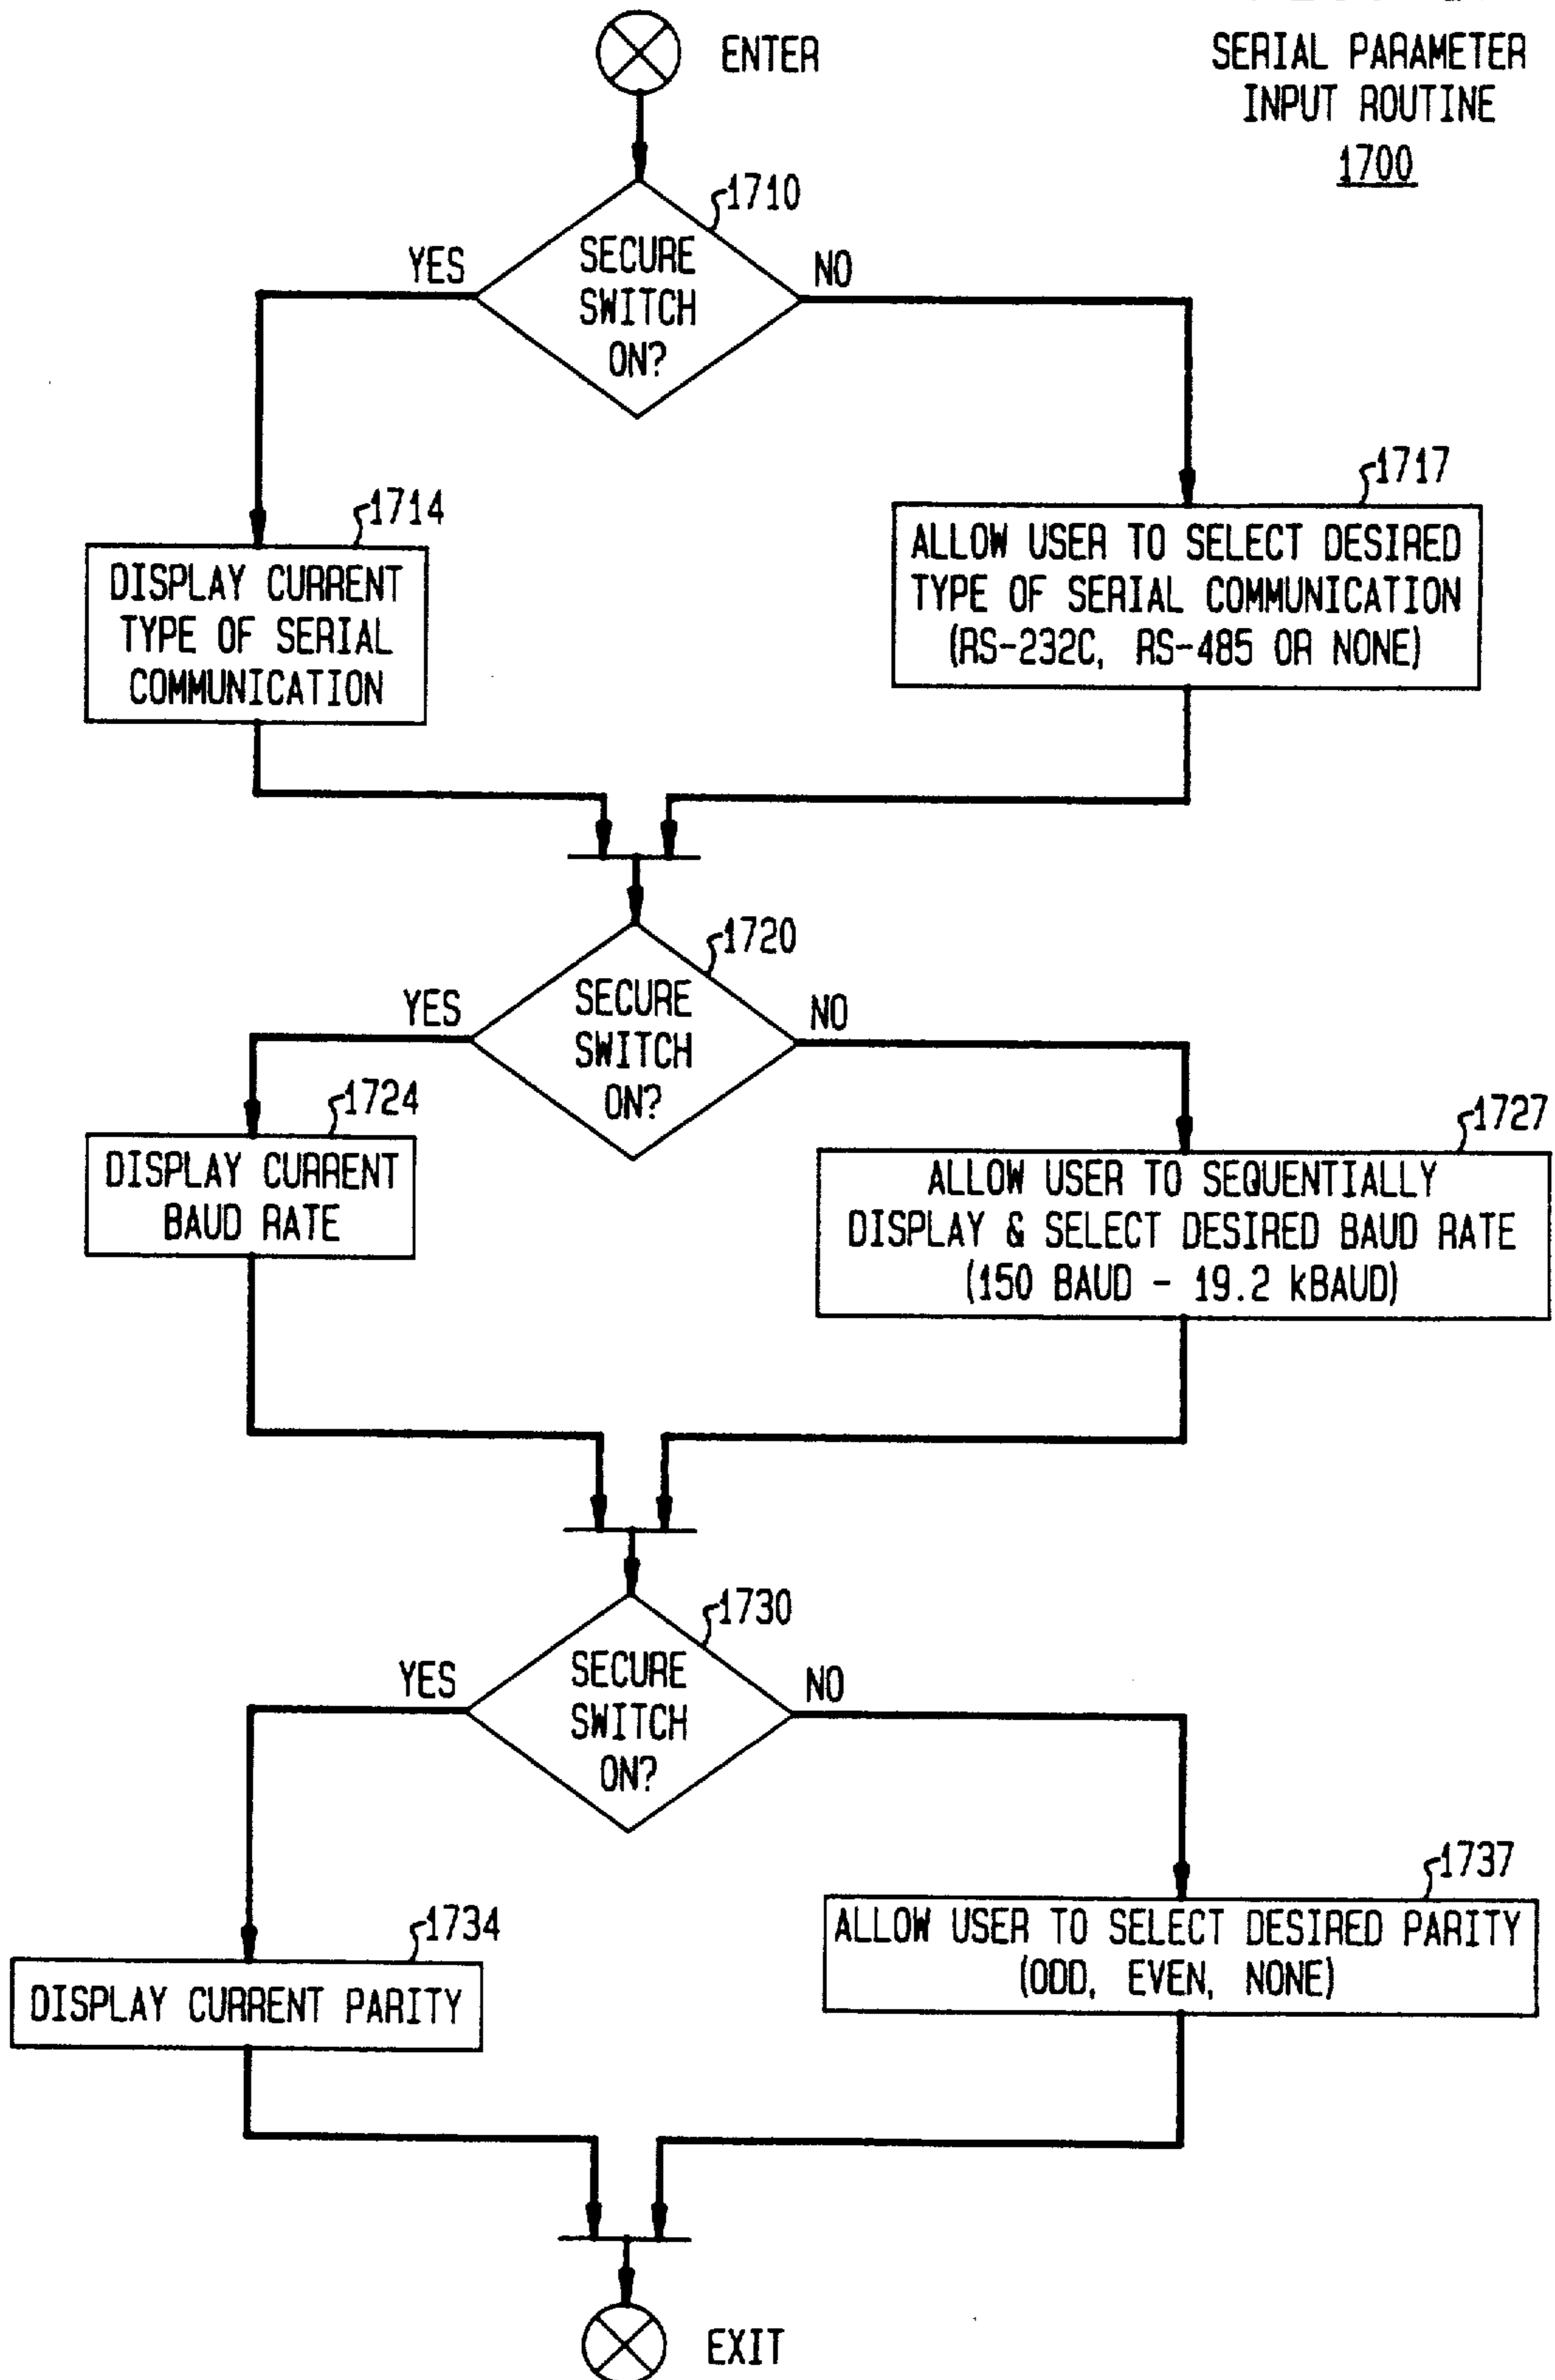 ENTER
SERIAL PARAMETER
INPUT ROUTINE
1700
1710
YES
SECURE
SWITCH
ON?
NO
1714
DISPLAY CURRENT
TYPE OF SERIAL
COMMUNICATION
1717
ALLOW USER TO SELECT DESIRED
TYPE OF SERIAL COMMUNICATION
(RS-232C, RS-485 OR NONE)
1720
YES
SECURE
SWITCH
ON?
NO
1724
DISPLAY CURRENT
BAUD RATE
1727
ALLOW USER TO SEQUENTIALLY
DISPLAY & SELECT DESIRED BAUD RATE
(150 BAUD - 19.2 kBAUD)
1730
YES
SECURE
SWITCH
ON?
NO
1734
DISPLAY CURRENT PARITY
1737
ALLOW USER TO SELECT DESIRED PARITY
(ODD, EVEN, NONE)
EXIT